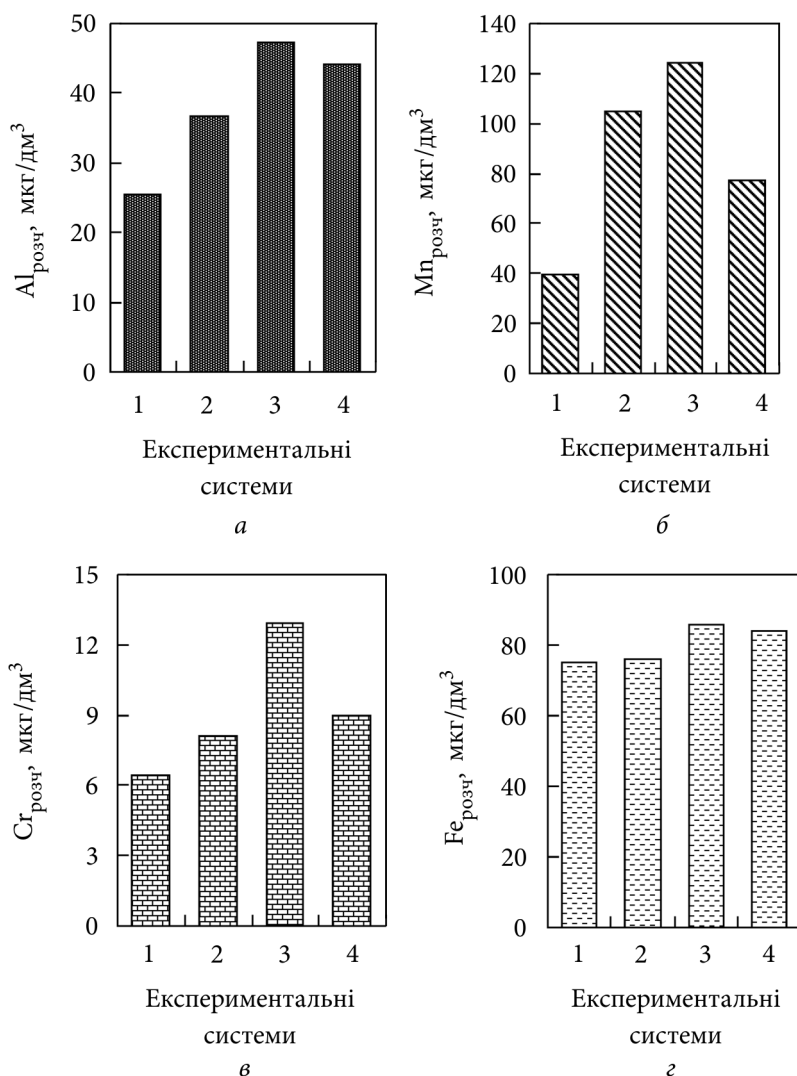 50
40
30
20
10
0
Al розч, мкг/дм³
1 2 3 4
Експериментальні
системи
а
140
120
100
80
60
40
20
0
Mn розч, мкг/дм³
1 2 3 4
Експериментальні
системи
б
15
12
9
6
3
0
Cr розч, мкг/дм³
1 2 3 4
Експериментальні
системи
в
100
80
60
40
20
0
Fe розч, мкг/дм³
1 2 3 4
Експериментальні
системи
г